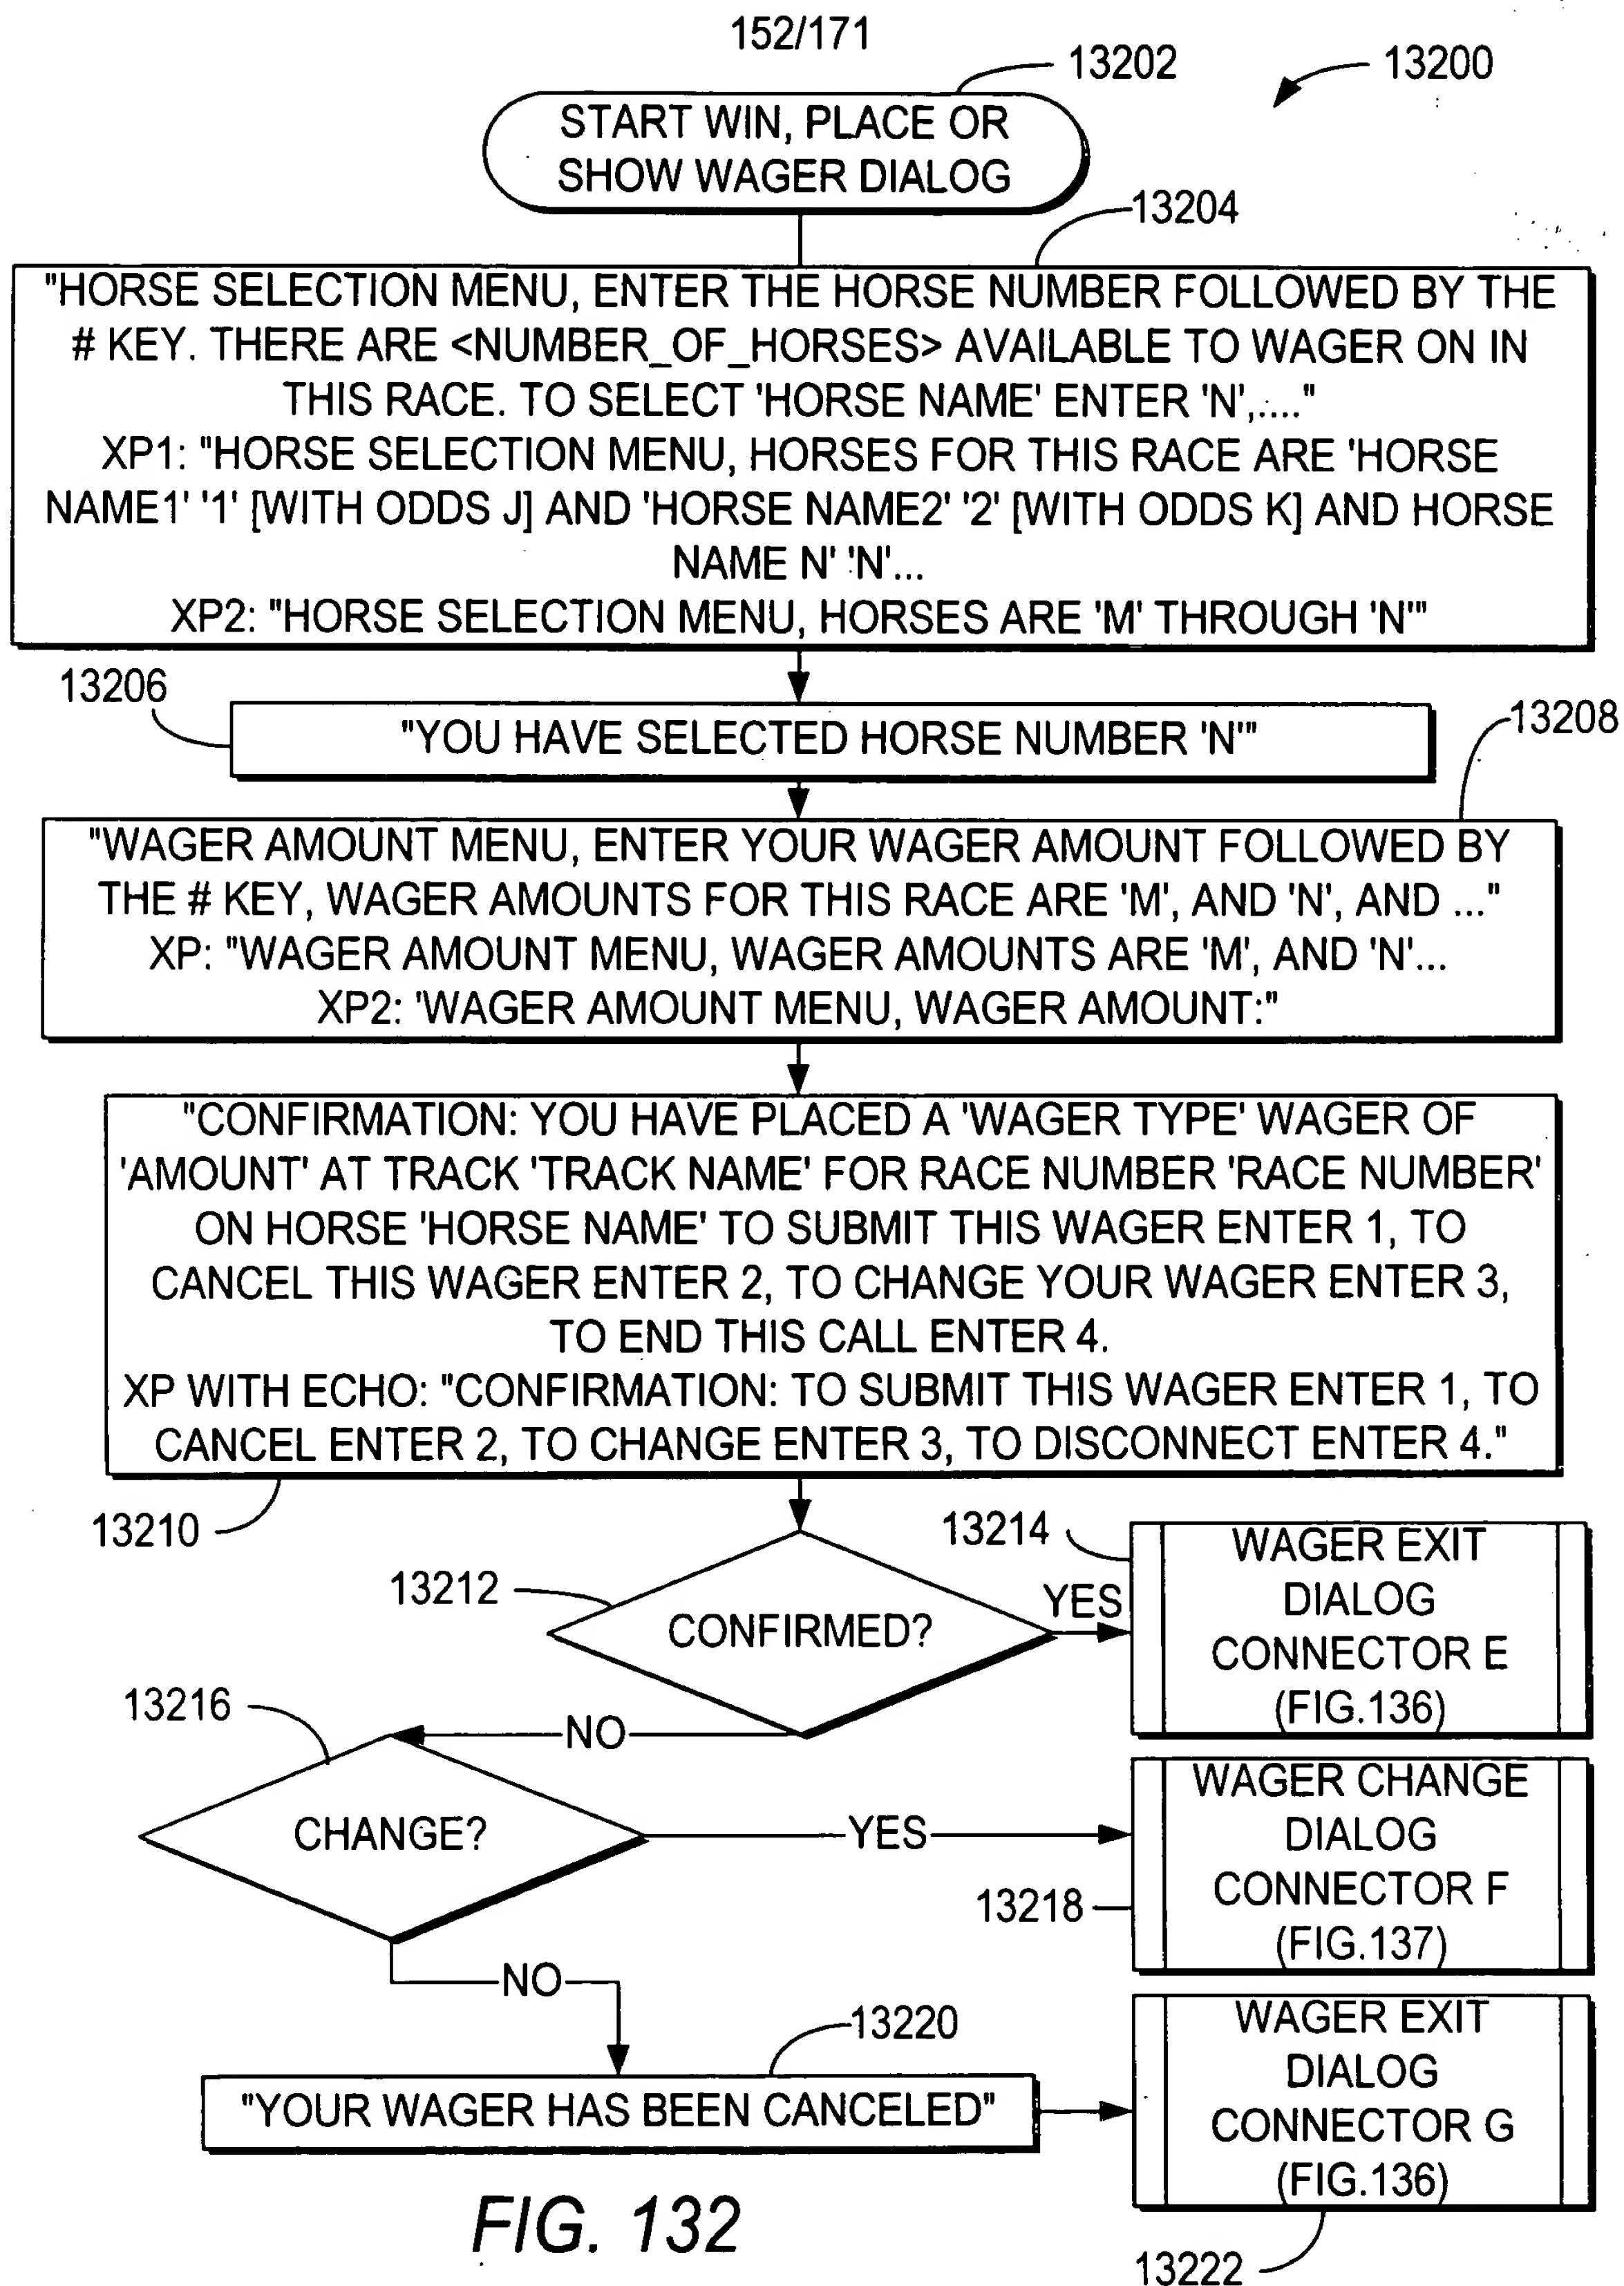 152/171
13202
13200
START WIN, PLACE OR
SHOW WAGER DIALOG
13204
"HORSE SELECTION MENU, ENTER THE HORSE NUMBER FOLLOWED BY THE
# KEY. THERE ARE <NUMBER_OF_HORSES> AVAILABLE TO WAGER ON IN
THIS RACE. TO SELECT 'HORSE NAME' ENTER 'N',...."
XP1: "HORSE SELECTION MENU, HORSES FOR THIS RACE ARE 'HORSE
NAME1' '1' [WITH ODDS J] AND 'HORSE NAME2' '2' [WITH ODDS K] AND HORSE
NAME N' 'N'...
XP2: "HORSE SELECTION MENU, HORSES ARE 'M' THROUGH 'N'"
13206
"YOU HAVE SELECTED HORSE NUMBER 'N'"
13208
"WAGER AMOUNT MENU, ENTER YOUR WAGER AMOUNT FOLLOWED BY
THE # KEY, WAGER AMOUNTS FOR THIS RACE ARE 'M', AND 'N', AND ..."
XP: "WAGER AMOUNT MENU, WAGER AMOUNTS ARE 'M', AND 'N'...
XP2: 'WAGER AMOUNT MENU, WAGER AMOUNT:"
"CONFIRMATION: YOU HAVE PLACED A 'WAGER TYPE' WAGER OF
'AMOUNT' AT TRACK 'TRACK NAME' FOR RACE NUMBER 'RACE NUMBER'
ON HORSE 'HORSE NAME' TO SUBMIT THIS WAGER ENTER 1, TO
CANCEL THIS WAGER ENTER 2, TO CHANGE YOUR WAGER ENTER 3,
TO END THIS CALL ENTER 4.
XP WITH ECHO: "CONFIRMATION: TO SUBMIT THIS WAGER ENTER 1, TO
CANCEL ENTER 2, TO CHANGE ENTER 3, TO DISCONNECT ENTER 4."
13210
13212
CONFIRMED?
YES
13214
WAGER EXIT
DIALOG
CONNECTOR E
(FIG.136)
13216
NO
CHANGE?
YES
13218
WAGER CHANGE
DIALOG
CONNECTOR F
(FIG.137)
NO
13220
"YOUR WAGER HAS BEEN CANCELED"
WAGER EXIT
DIALOG
CONNECTOR G
(FIG.136)
13222
FIG. 132